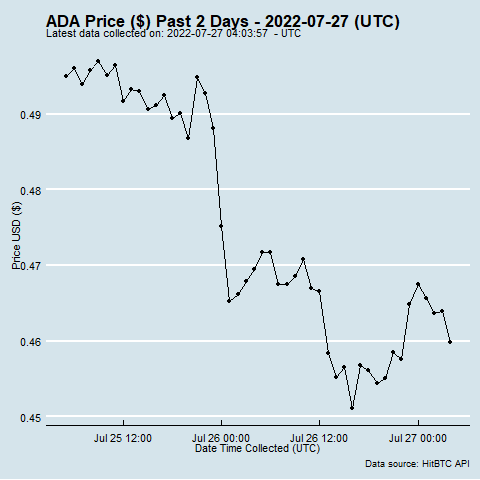 ADA Price ($) Past 2 Days - 2022-07-27 (UTC)
Latest data collected on: 2022-07-27 04:03:57  - UTC
Price USD ($)
0.49
0.48
0.47
0.46
0.45
Jul 25 12:00
Jul 26 00:00
Jul 26 12:00
Jul 27 00:00
Date Time Collected (UTC)
Data source: HitBTC API